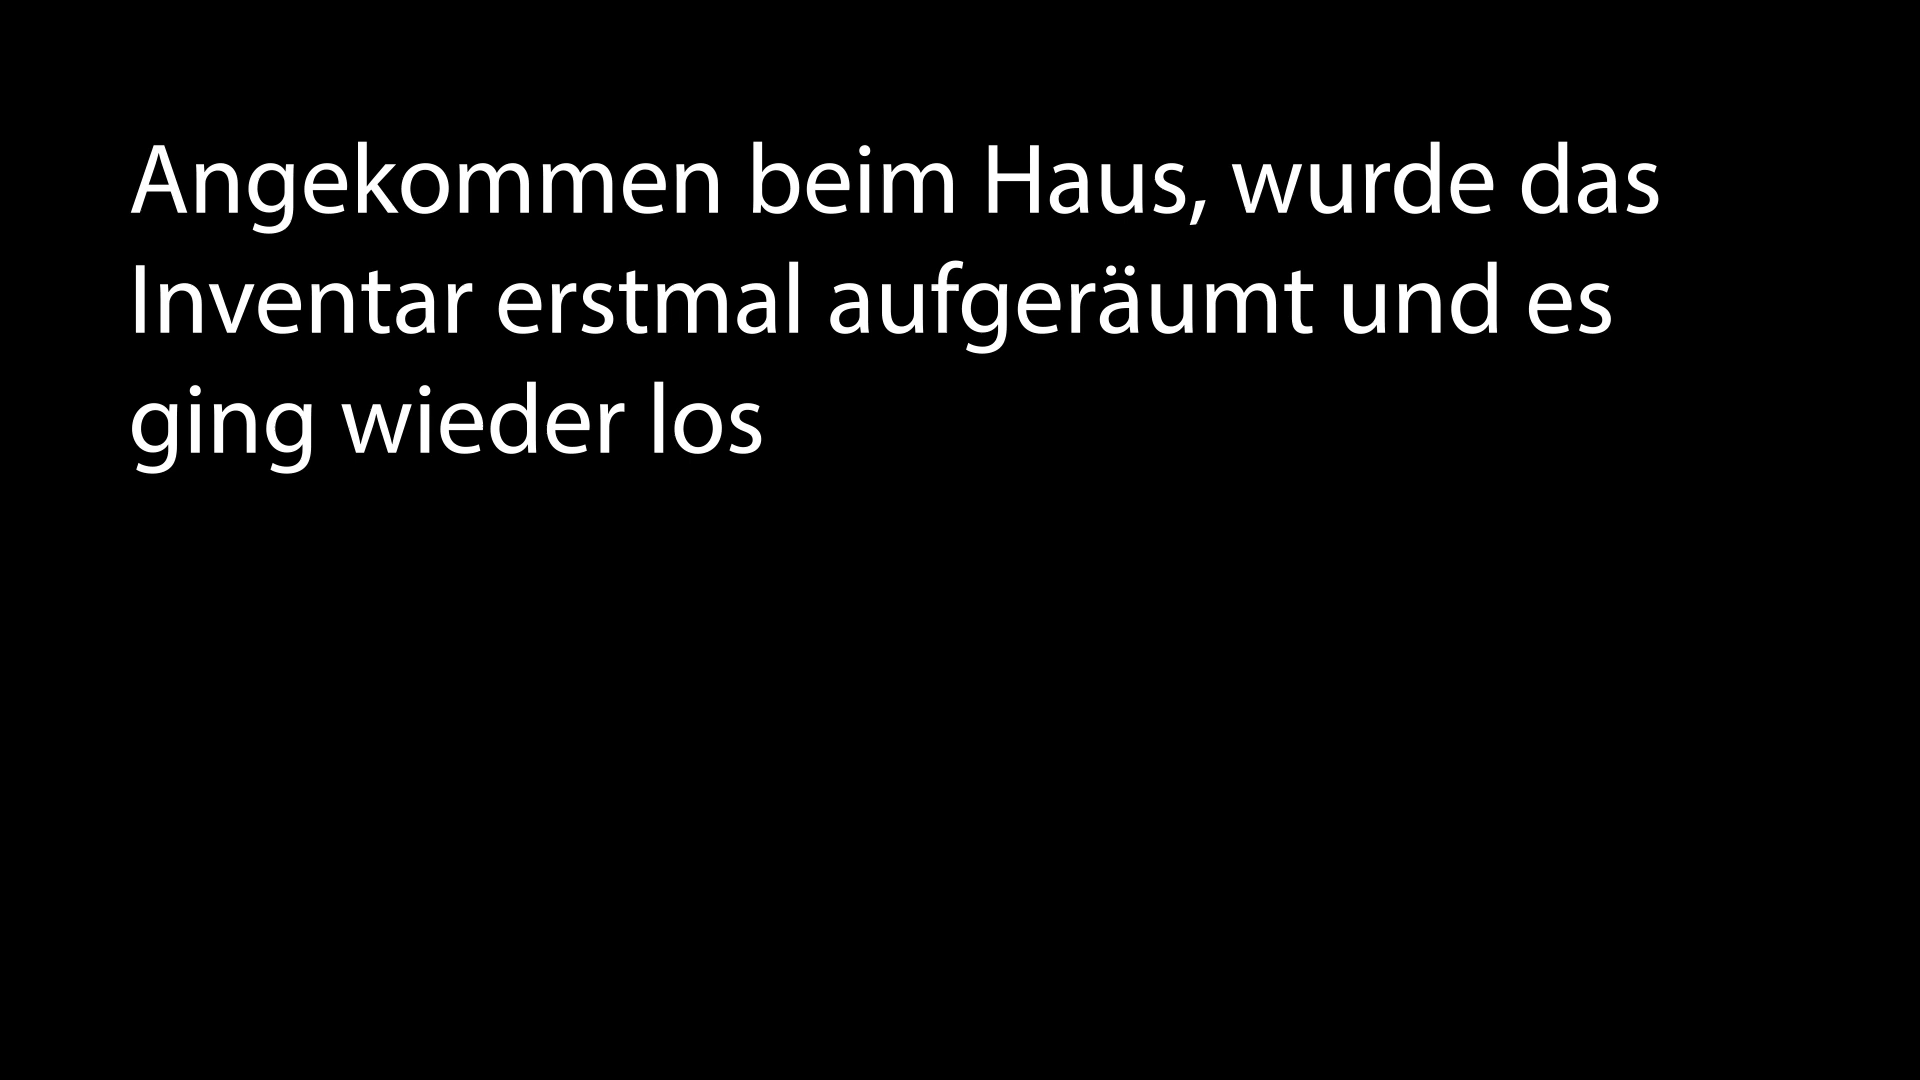 Angekommen beim Haus, wurde das
Inventar erstmal aufgeräumt und es
ging wieder los